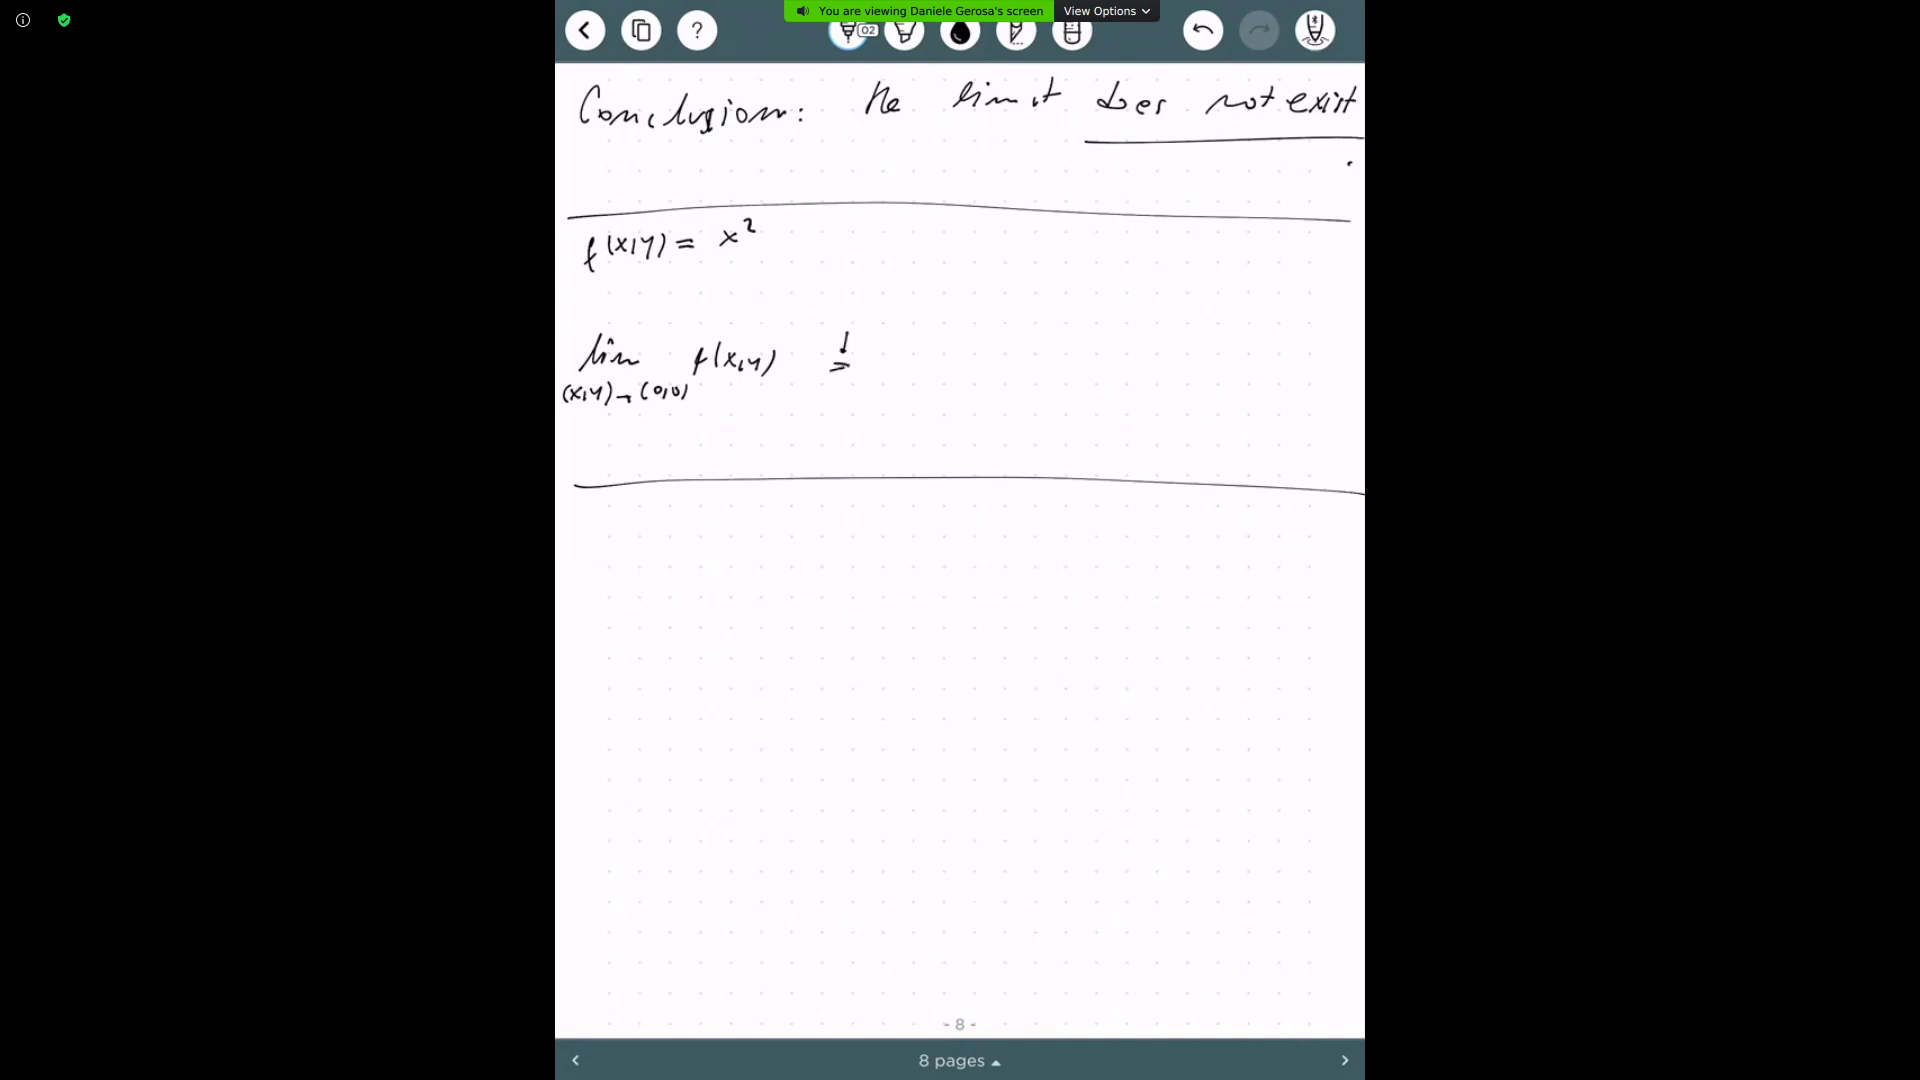 You are viewing Daniele Gerosa's screen View Options
? 02
Conclusion: the limit does not exist.
f(x,y) = x²
lim f(x,y) =
(x,y)→(0,0)
- 8 -
8 pages